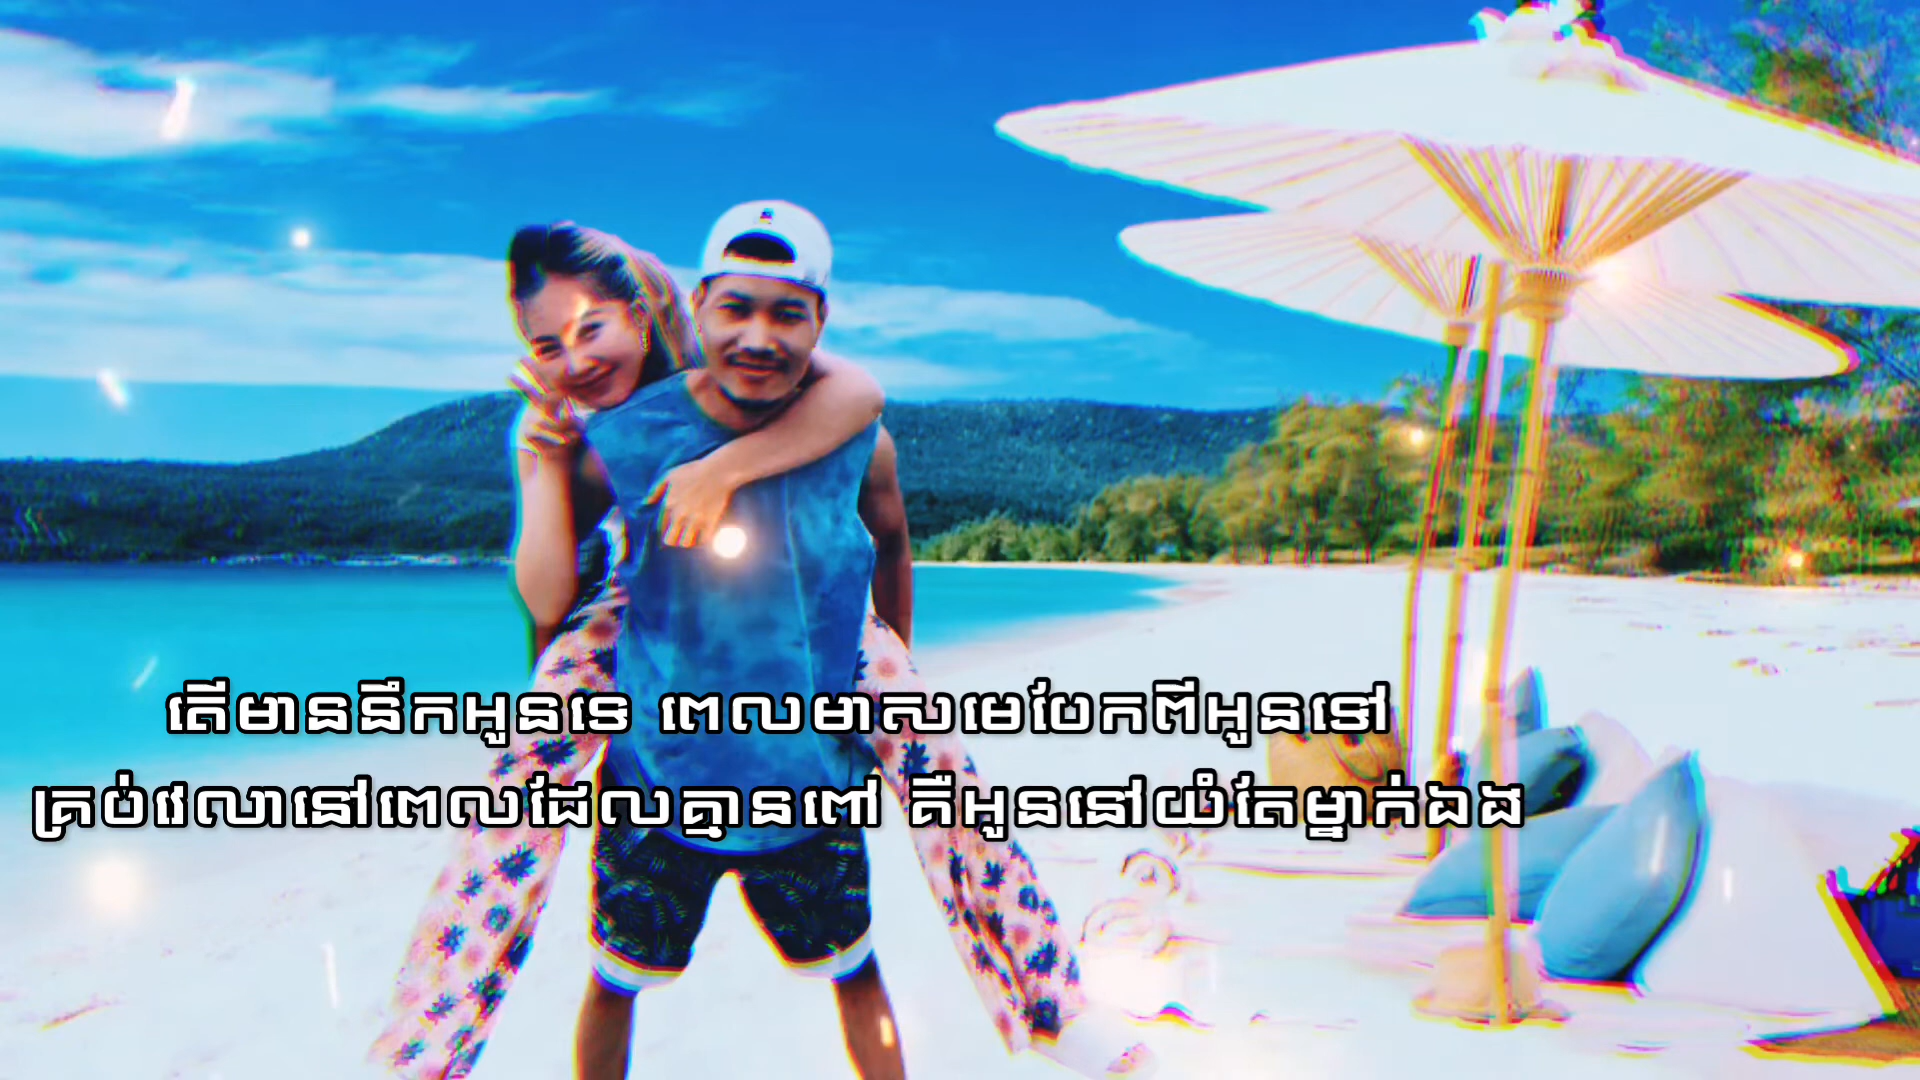 តើមាននឹកអូនទេ ពេលមាសមេបែកពីអូនទៅ
គ្រប់វេលានៅពេលដែលគ្មានពៅ គឺអូននៅយំតែម្នាក់ឯង